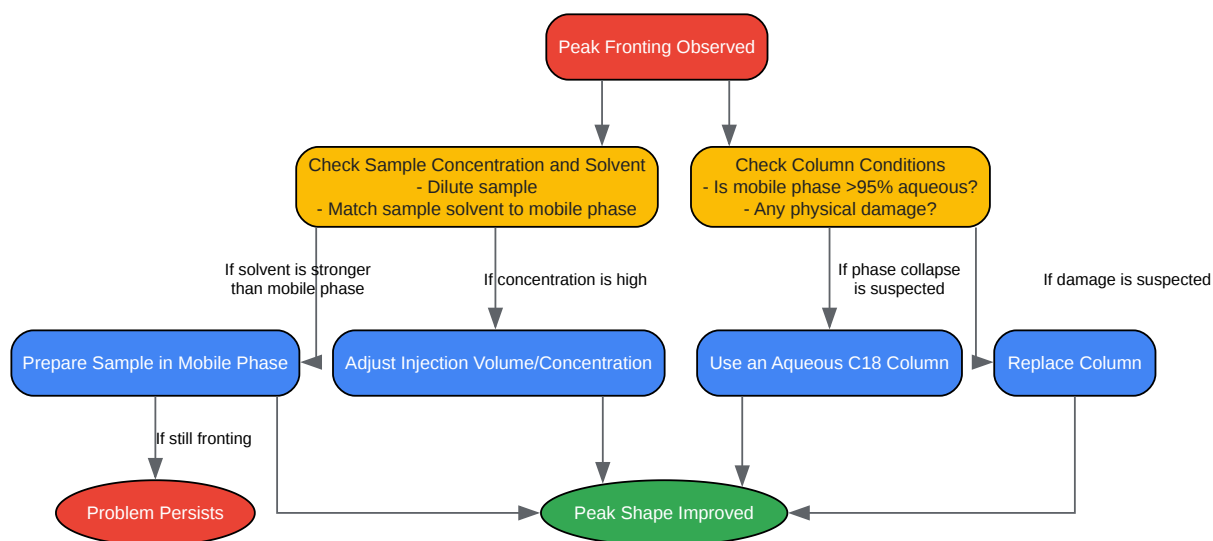 Peak Fronting Observed
Check Sample Concentration and Solvent
- Dilute sample
- Match sample solvent to mobile phase
Check Column Conditions
- Is mobile phase >95% aqueous?
- Any physical damage?
If solvent is stronger
than mobile phase
If concentration is high
If phase collapse
is suspected
If damage is suspected
Prepare Sample in Mobile Phase
Adjust Injection Volume/Concentration
Use an Aqueous C18 Column
Replace Column
If still fronting
Problem Persists
Peak Shape Improved